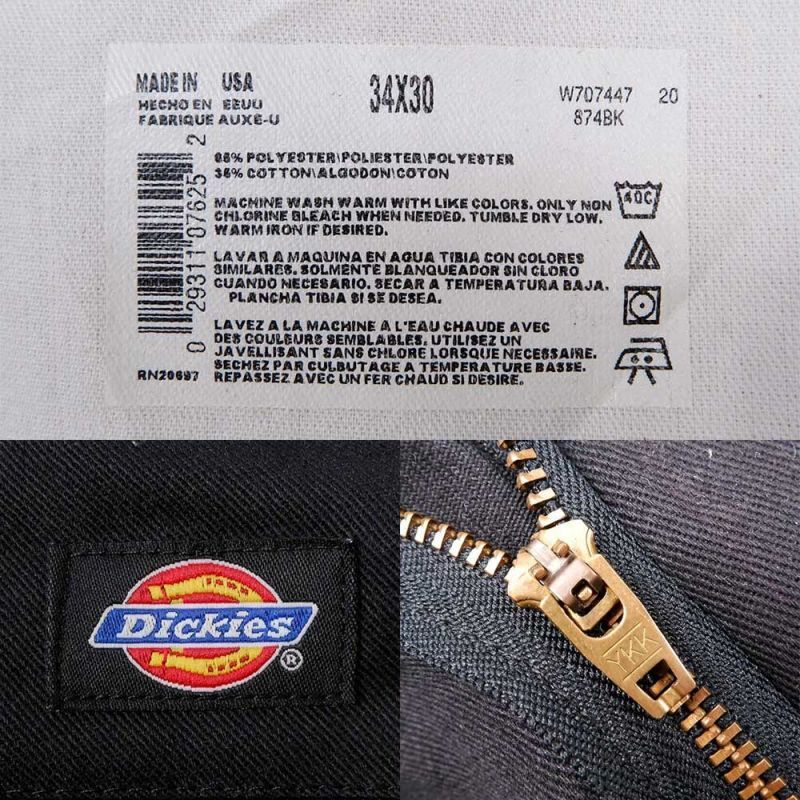 MADE IN USA
HECHO EN EEUU
FABRIQUE AUXE-U
34X30
W707447 20
874BK
65% POLYESTER\POLIESTER\POLYESTER
35% COTTON\ALGODON\COTON
MACHINE WASH WARM WITH LIKE COLORS. ONLY NON
CHLORINE BLEACH WHEN NEEDED. TUMBLE DRY LOW.
WARM IRON IF DESIRED.
LAVAR A MAQUINA EN AGUA TIBIA CON COLORES
SIMILARES. SOLMENTE BLANQUEADOR SIN CLORO
CUANDO NECESARIO. SECAR A TEMPERATURA BAJA.
PLANCHA TIBIA SI SE DESEA.
LAVEZ A LA MACHINE A L'EAU CHAUDE AVEC
DES COULEURS SEMBLABLES. UTILISEZ UN
JAVELLISANT SANS CHLORE LORSQUE NECESSAIRE.
SECHEZ PAR CULBUTAGE A TEMPERATURE BASSE.
REPASSEZ AVEC UN FER CHAUD SI DESIRE.
0 29311 07625 2
RN20697
40C
Dickies®
YKK